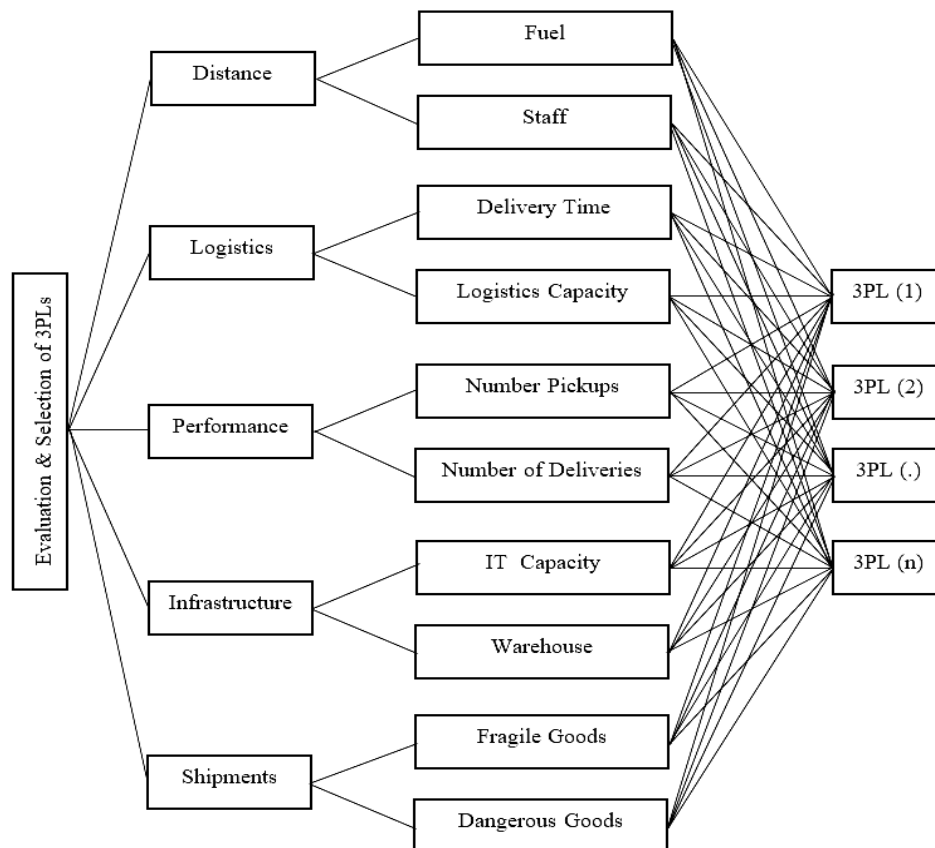 Evaluation & Selection of 3PLs
Distance
Logistics
Performance
Infrastructure
Shipments
Fuel
Staff
Delivery Time
Logistics Capacity
Number Pickups
Number of Deliveries
IT Capacity
Warehouse
Fragile Goods
Dangerous Goods
3PL (1)
3PL (2)
3PL (.)
3PL (n)